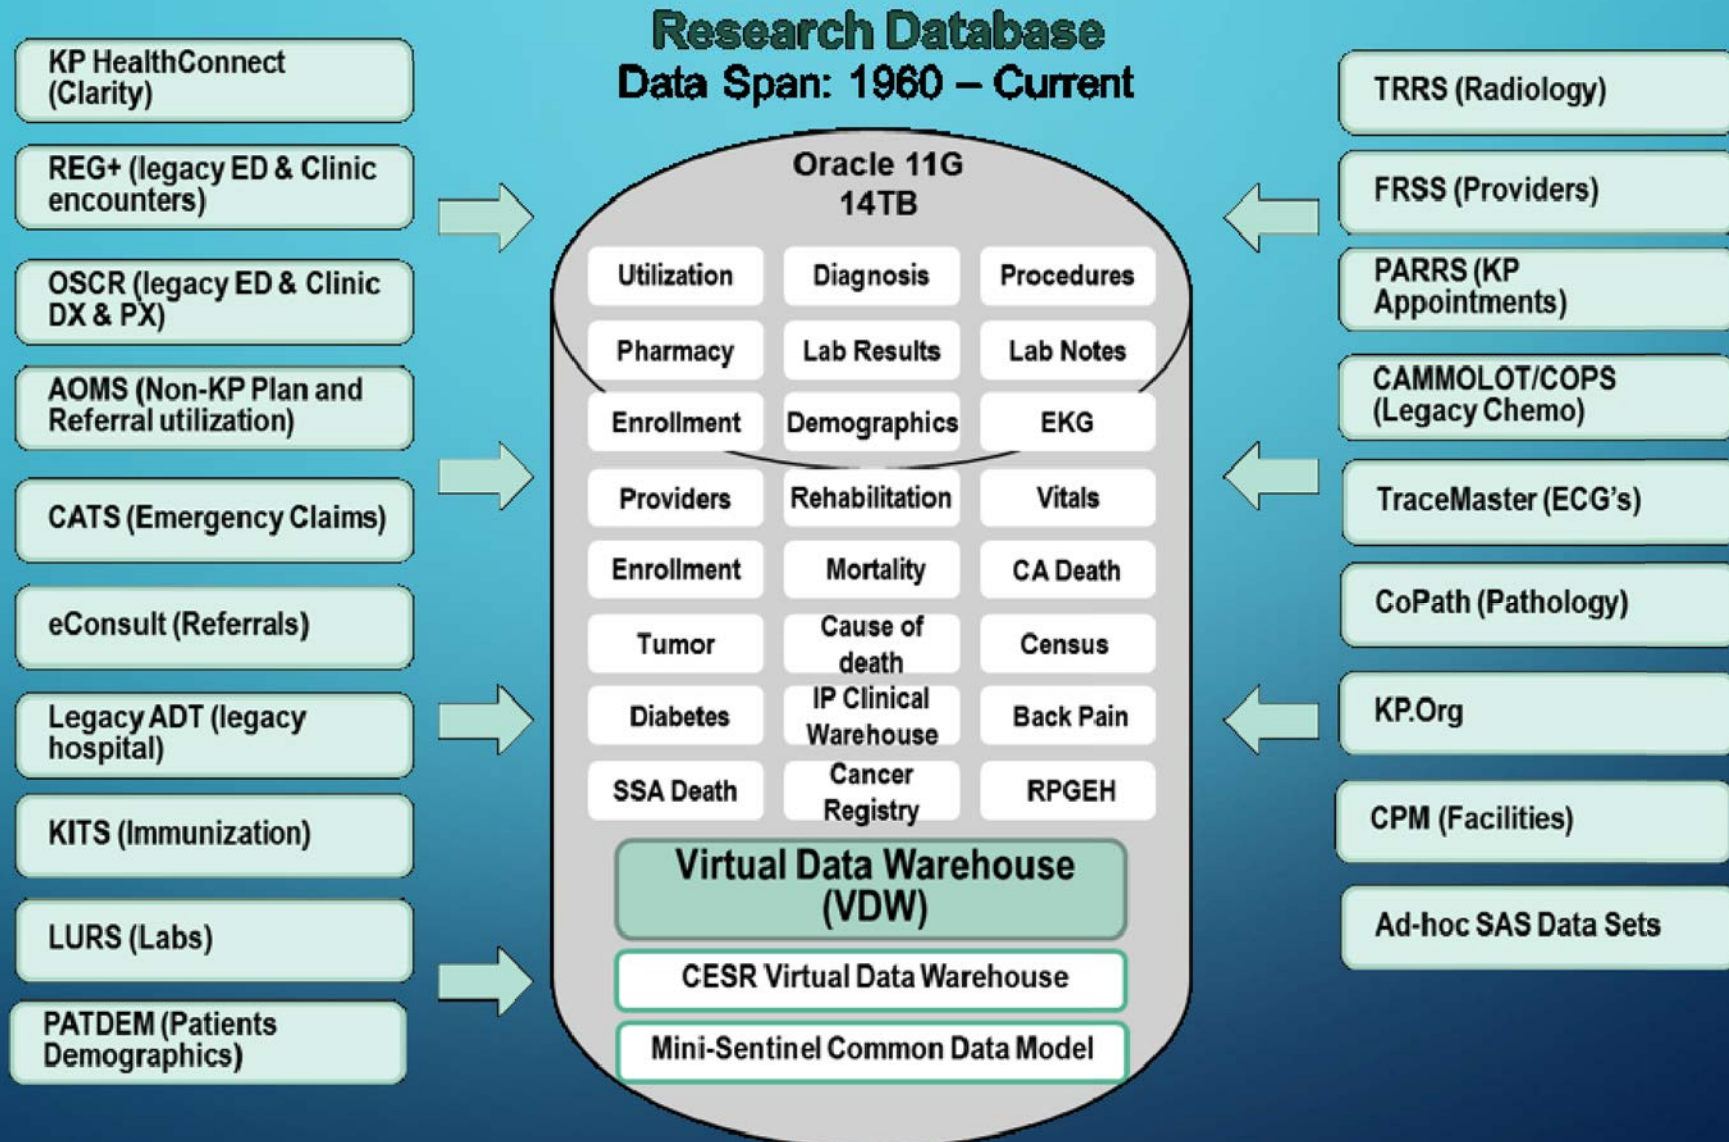 Research Database
Data Span: 1960 – Current
KP HealthConnect
(Clarity)
REG+ (legacy ED & Clinic
encounters)
OSCR (legacy ED & Clinic
DX & PX)
AOMS (Non-KP Plan and
Referral utilization)
CATS (Emergency Claims)
eConsult (Referrals)
Legacy ADT (legacy
hospital)
KITS (Immunization)
LURS (Labs)
PATDEM (Patients
Demographics)
Oracle 11G
14TB
Utilization
Diagnosis
Procedures
Pharmacy
Lab Results
Lab Notes
Enrollment
Demographics
EKG
Providers
Rehabilitation
Vitals
Enrollment
Mortality
CA Death
Tumor
Cause of
death
Census
Diabetes
IP Clinical
Warehouse
Back Pain
SSA Death
Cancer
Registry
RPGEH
Virtual Data Warehouse
(VDW)
CESR Virtual Data Warehouse
Mini-Sentinel Common Data Model
TRRS (Radiology)
FRSS (Providers)
PARRS (KP
Appointments)
CAMMOLOT/COPS
(Legacy Chemo)
TraceMaster (ECG's)
CoPath (Pathology)
KP.Org
CPM (Facilities)
Ad-hoc SAS Data Sets